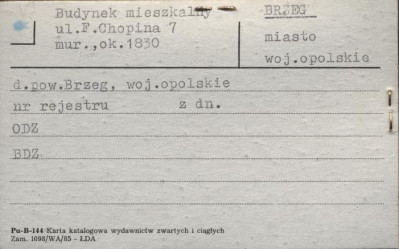 Budynek mieszkalny
ul.F.Chopina 7
mur.,ok.1830
BRZEG
miasto
woj.opolskie
d.pow.Brzeg, woj.opolskie
nr rejestru z dn.
ODZ
BDZ
Pu-B-144 Karta katalogowa wydawnictw zwartych i ciągłych
Zam. 1098/WA/85 - ŁDA